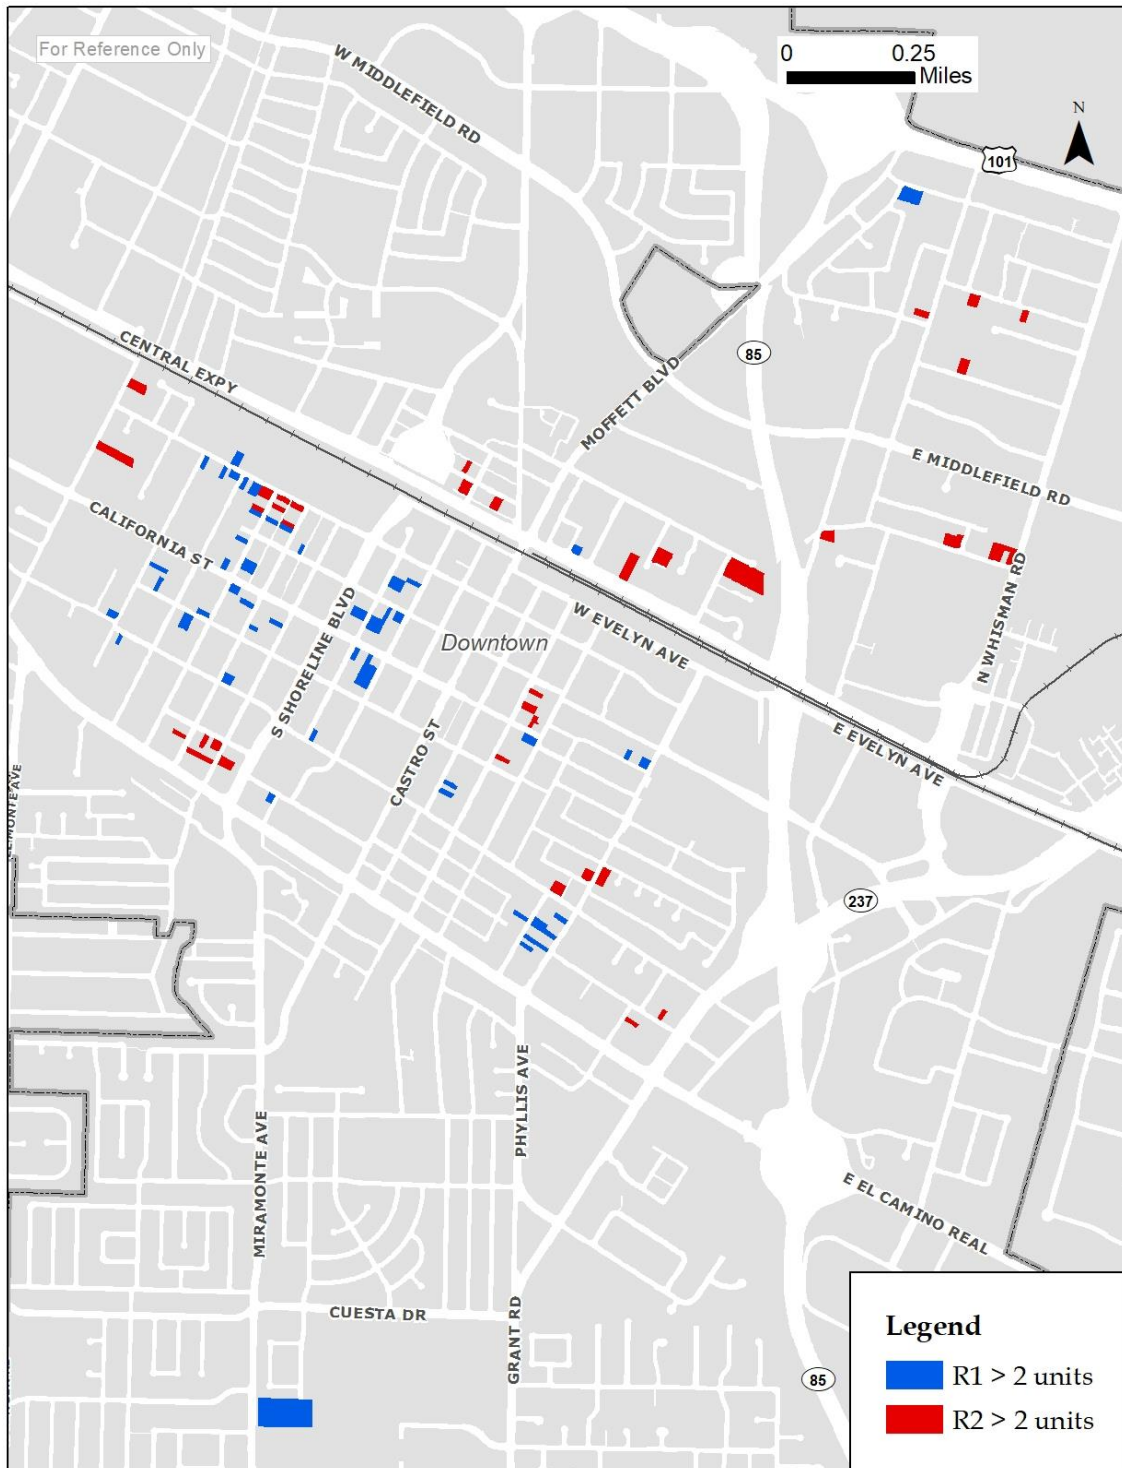 For Reference Only
0 0.25
Miles
N
W MIDDLEFIELD RD
101
CENTRAL EXPY
85
MOFFETT BLVD
E MIDDLEFIELD RD
CALIFORNIA ST
S SHORELINE BLVD
Downtown
W EVELYN AVE
N WHISMAN RD
CASTRO ST
E EVELYN AVE
237
PHYLLIS AVE
MIRAMONTE AVE
E EL CAMINO REAL
CUESTA DR
GRANT RD
85
Legend
R1 > 2 units
R2 > 2 units